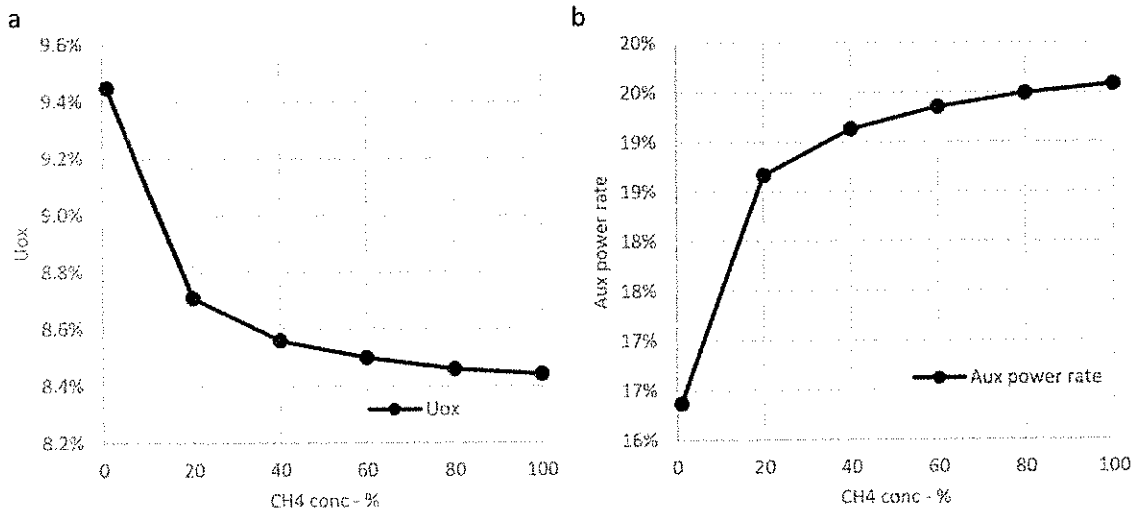 a
9.6%
9.4%
9.2%
9.0%
8.8%
8.6%
8.4%
8.2%
Uox
Uox
0 20 40 60 80 100
CH4 conc - %
b
20%
20%
19%
19%
18%
18%
17%
17%
16%
Aux power rate
Aux power rate
0 20 40 60 80 100
CH4 conc - %